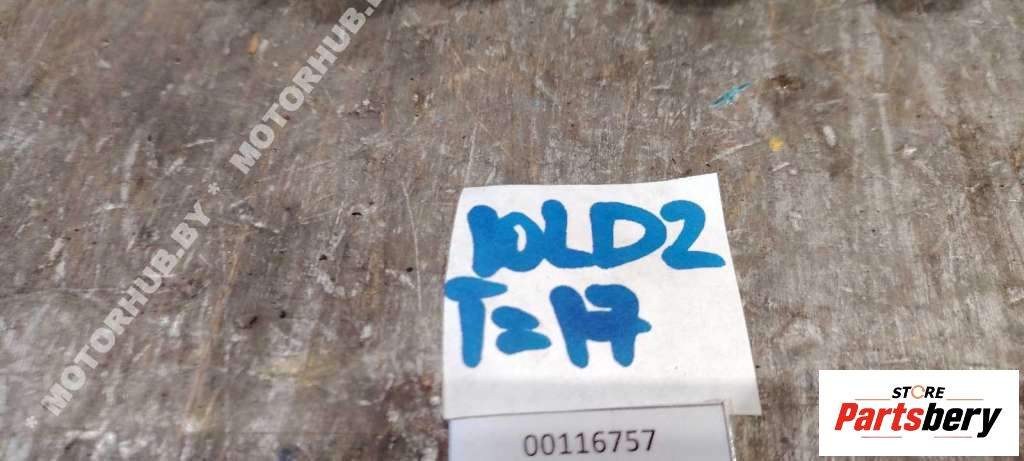 * MOTORHUB.BY * MOTORHUB.BY
10LD2
T=17
00116757
STORE
Partsbery